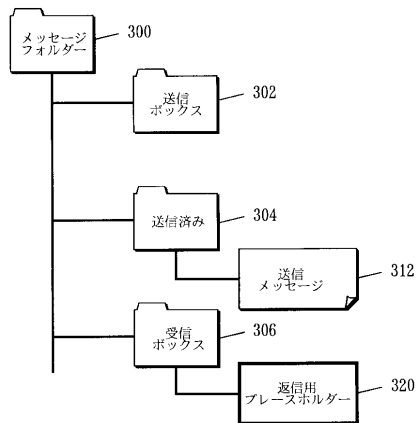 メッセージ
フォルダー
300
送信
ボックス
302
送信済み
304
送信
メッセージ
312
受信
ボックス
306
返信用
プレースホルダー
320